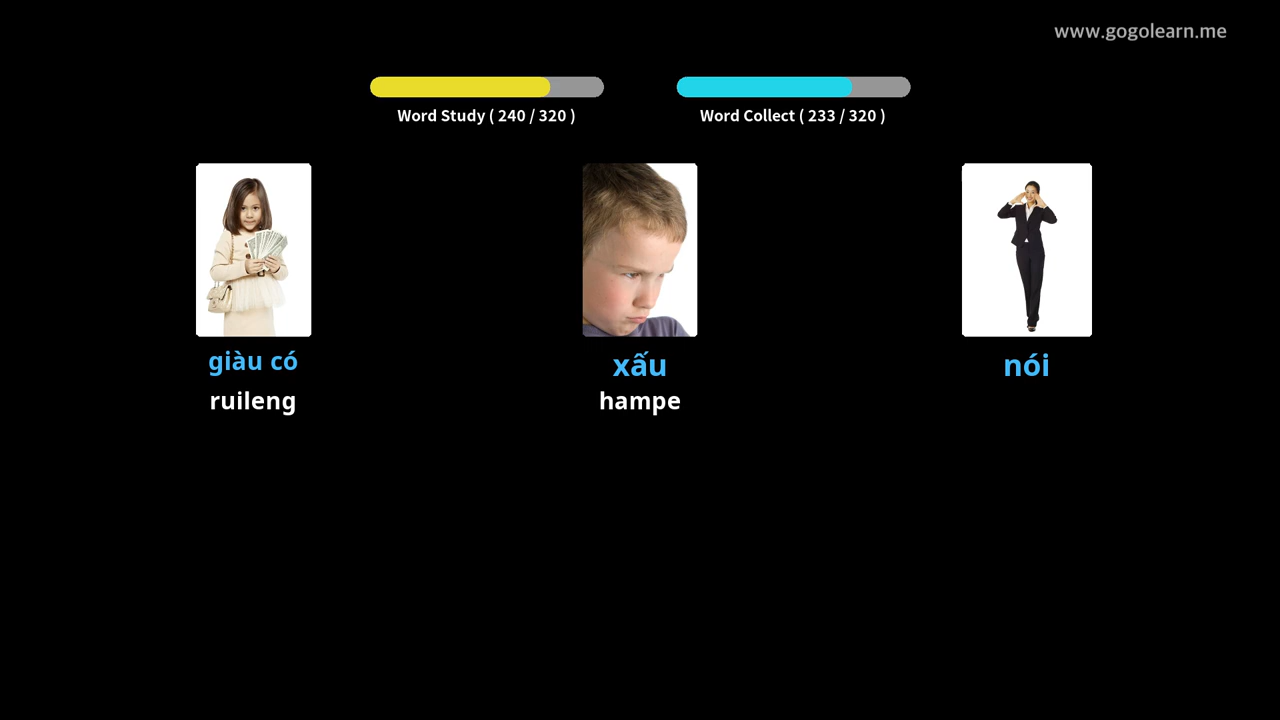 www.gogolearn.me
Word Study ( 240 / 320 )
Word Collect ( 233 / 320 )
giàu có
xấu
nói
ruileng
hampe